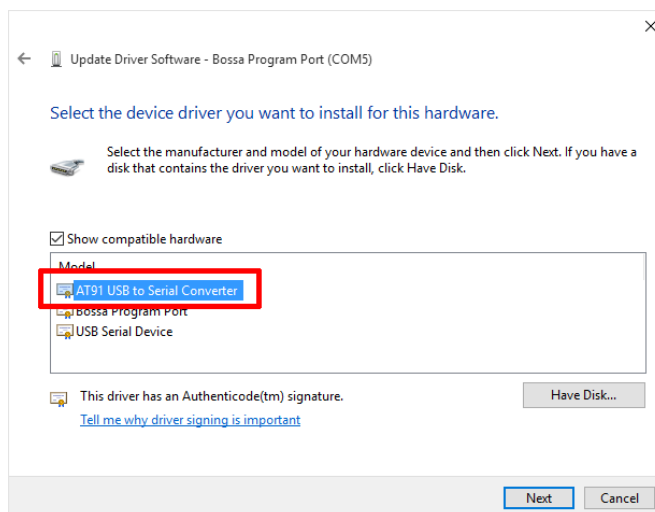 Update Driver Software - Bossa Program Port (COM5)
Select the device driver you want to install for this hardware.
Select the manufacturer and model of your hardware device and then click Next. If you have a
disk that contains the driver you want to install, click Have Disk.
Show compatible hardware
Model
AT91 USB to Serial Converter
Bossa Program Port
USB Serial Device
This driver has an Authenticode(tm) signature.
Have Disk...
Tell me why driver signing is important
Next
Cancel